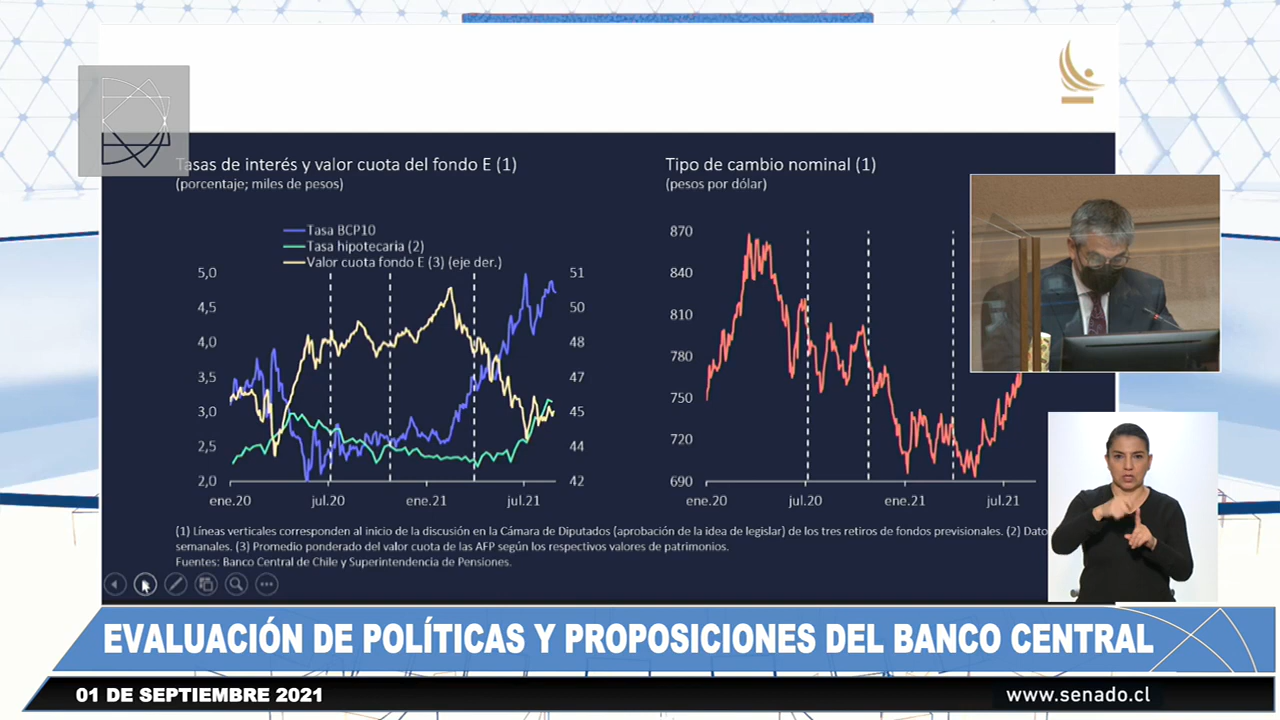 Tasas de interés y valor cuota del fondo E (1)
(porcentaje; miles de pesos)
Tasa BCP10
Tasa hipotecaria (2)
Valor cuota fondo E (3) (eje der.)
5,0
4,5
4,0
3,5
3,0
2,5
2,0
51
50
48
47
45
44
42
ene.20
jul.20
ene.21
jul.21
Tipo de cambio nominal (1)
(pesos por dólar)
870
840
810
780
750
720
690
ene.20
jul.20
ene.21
jul.21
(1) Líneas verticales corresponden al inicio de la discusión en la Cámara de Diputados (aprobación de la idea de legislar) de los tres retiros de fondos previsionales. (2) Dato
semanales. (3) Promedio ponderado del valor cuota de las AFP según los respectivos valores de patrimonios.
Fuentes: Banco Central de Chile y Superintendencia de Pensiones.
EVALUACIÓN DE POLÍTICAS Y PROPOSICIONES DEL BANCO CENTRAL
01 DE SEPTIEMBRE 2021
www.senado.cl